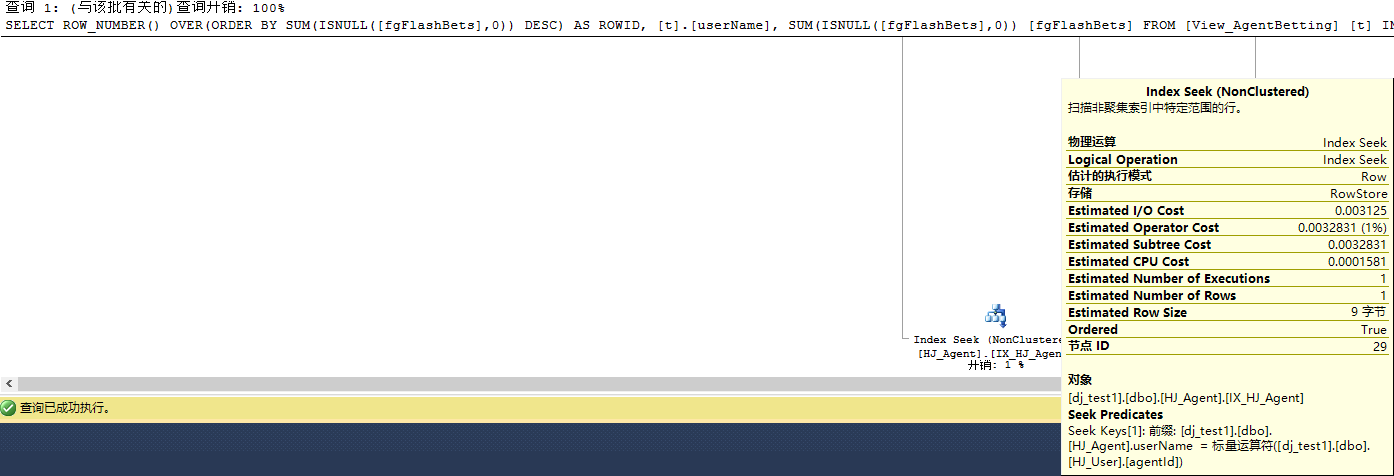 查询 1: (与该批有关的)查询开销: 100%
SELECT ROW_NUMBER() OVER(ORDER BY SUM(ISNULL([fgFlashBets],0)) DESC) AS ROWID, [t].[userName], SUM(ISNULL([fgFlashBets],0)) [fgFlashBets] FROM [View_AgentBetting] [t] IN
Index Seek (NonClustered)
扫描非聚集索引中特定范围的行。
物理运算 Index Seek
Logical Operation Index Seek
估计的执行模式 Row
存储 RowStore
Estimated I/O Cost 0.003125
Estimated Operator Cost 0.0032831 (1%)
Estimated Subtree Cost 0.0032831
Estimated CPU Cost 0.0001581
Estimated Number of Executions 1
Estimated Number of Rows 1
Estimated Row Size 9 字节
Ordered True
节点 ID 29
对象
[dj_test1].[dbo].[HJ_Agent].[IX_HJ_Agent]
Seek Predicates
Seek Keys[1]: 前缀: [dj_test1].[dbo].
[HJ_Agent].userName = 标量运算符([dj_test1].[dbo].
[HJ_User].[agentId])
Index Seek (NonClustere
[HJ_Agent].[IX_HJ_Agen
开销: 1 %
查询已成功执行。